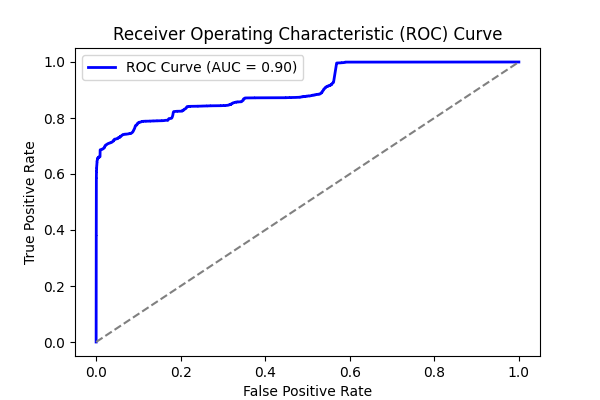 Receiver Operating Characteristic (ROC) Curve
ROC Curve (AUC = 0.90)
True Positive Rate
1.0
0.8
0.6
0.4
0.2
0.0
0.0 0.2 0.4 0.6 0.8 1.0
False Positive Rate